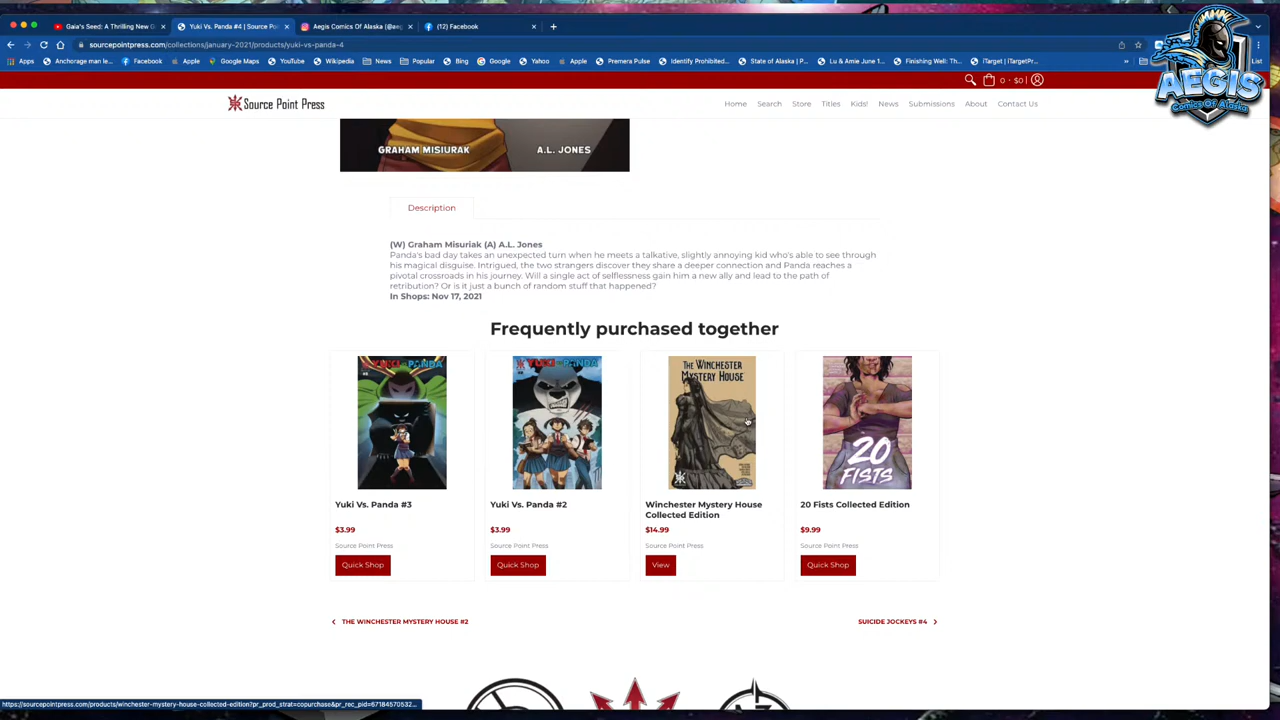 Gaia's Seed: A Thrilling New O
Yuki Vs. Panda #4 | Source Poin
Aegis Comics Of Alaska (@aeg
(12) Facebook
sourcepointpress.com/collections/january-2021/products/yuki-vs-panda-4
Apps Anchorage man le... Facebook Apple Google Maps YouTube Wikipedia News Popular Bing Google Yahoo Apple Premera Pulse Identify Prohibited... State of Alaska | P... Lu & Amie June 1... Finishing Well: Th... iTarget | iTargetPr... » List
AEGIS
Comics Of Alaska
0 · $0
Source Point Press
Home Search Store Titles Kids! News Submissions About Contact Us
GRAHAM MISIURAK A.L. JONES
Description
(W) Graham Misuriak (A) A.L. Jones
Panda's bad day takes an unexpected turn when he meets a talkative, slightly annoying kid who's able to see through
his magical disguise. Intrigued, the two strangers discover they share a deeper connection and Panda reaches a
pivotal crossroads in his journey. Will a single act of selflessness gain him a new ally and lead to the path of
retribution? Or is it just a bunch of random stuff that happened?
In Shops: Nov 17, 2021
Frequently purchased together
YUKI VS PANDA
YUKI VS PANDA
THE WINCHESTER
MYSTERY HOUSE
20
FISTS
Yuki Vs. Panda #3
$3.99
Source Point Press
Quick Shop
Yuki Vs. Panda #2
$3.99
Source Point Press
Quick Shop
Winchester Mystery House
Collected Edition
$14.99
Source Point Press
View
20 Fists Collected Edition
$9.99
Source Point Press
Quick Shop
THE WINCHESTER MYSTERY HOUSE #2
SUICIDE JOCKEYS #4
https://sourcepointpress.com/products/winchester-mystery-house-collected-edition?pr_prod_strat=copurchase&pr_rec_pid=67184570532...